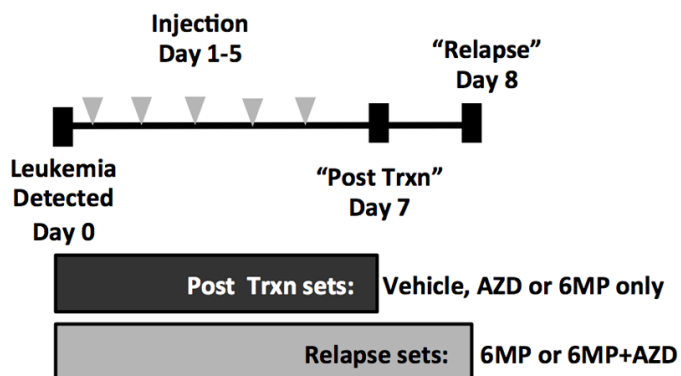 Injection
Day 1-5
“Relapse”
Day 8
Leukemia
Detected
Day 0
“Post Trxn”
Day 7
Post Trxn sets: Vehicle, AZD or 6MP only
Relapse sets: 6MP or 6MP+AZD